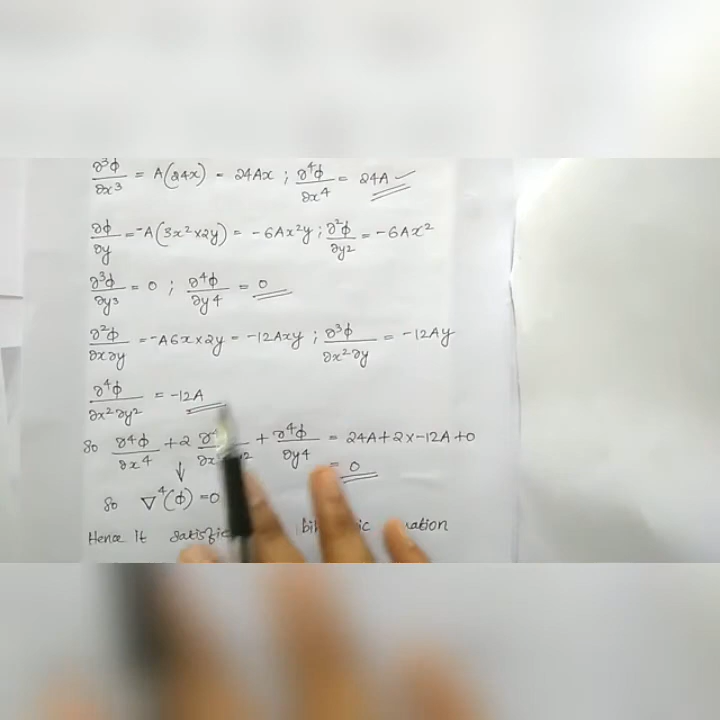 ∂³ϕ/∂x³ = A(24x) = 24Ax ; ∂⁴ϕ/∂x⁴ = 24A ✓
∂ϕ/∂y = -A(3x²×2y) = -6Ax²y ; ∂²ϕ/∂y² = -6Ax²
∂³ϕ/∂y³ = 0 ; ∂⁴ϕ/∂y⁴ = 0
∂²ϕ/∂x∂y = -A6x×2y = -12Axy ; ∂³ϕ/∂x²∂y = -12Ay
∂⁴ϕ/∂x²∂y² = -12A
So ∂⁴ϕ/∂x⁴ + 2 + ∂⁴ϕ/∂y⁴ = 24A+2x-12A+0
= 0
So ∇⁴(ϕ) = 0
Hence it